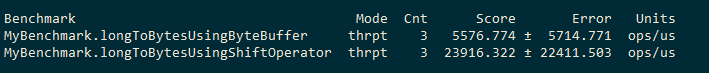 Benchmark Mode Cnt Score Error Units
MyBenchmark.longToBytesUsingByteBuffer thrpt 3 5576.774 ± 5714.771 ops/us
MyBenchmark.longToBytesUsingShiftOperator thrpt 3 23916.322 ± 22411.503 ops/us